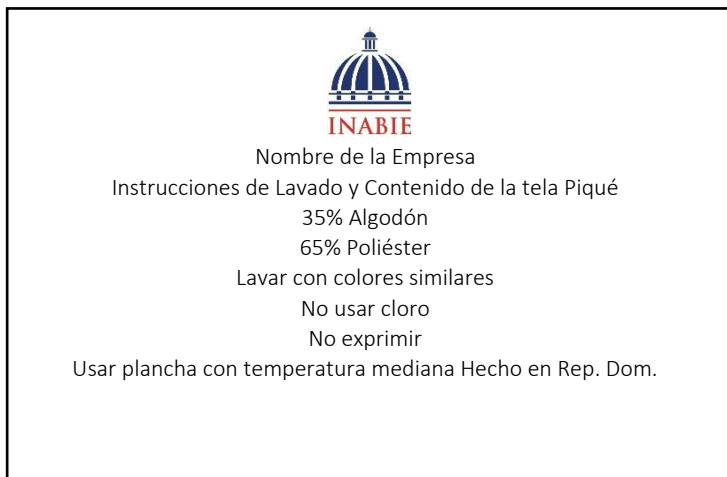 INABIE
Nombre de la Empresa
Instrucciones de Lavado y Contenido de la tela Piqué
35% Algodón
65% Poliéster
Lavar con colores similares
No usar cloro
No exprimir
Usar plancha con temperatura mediana Hecho en Rep. Dom.